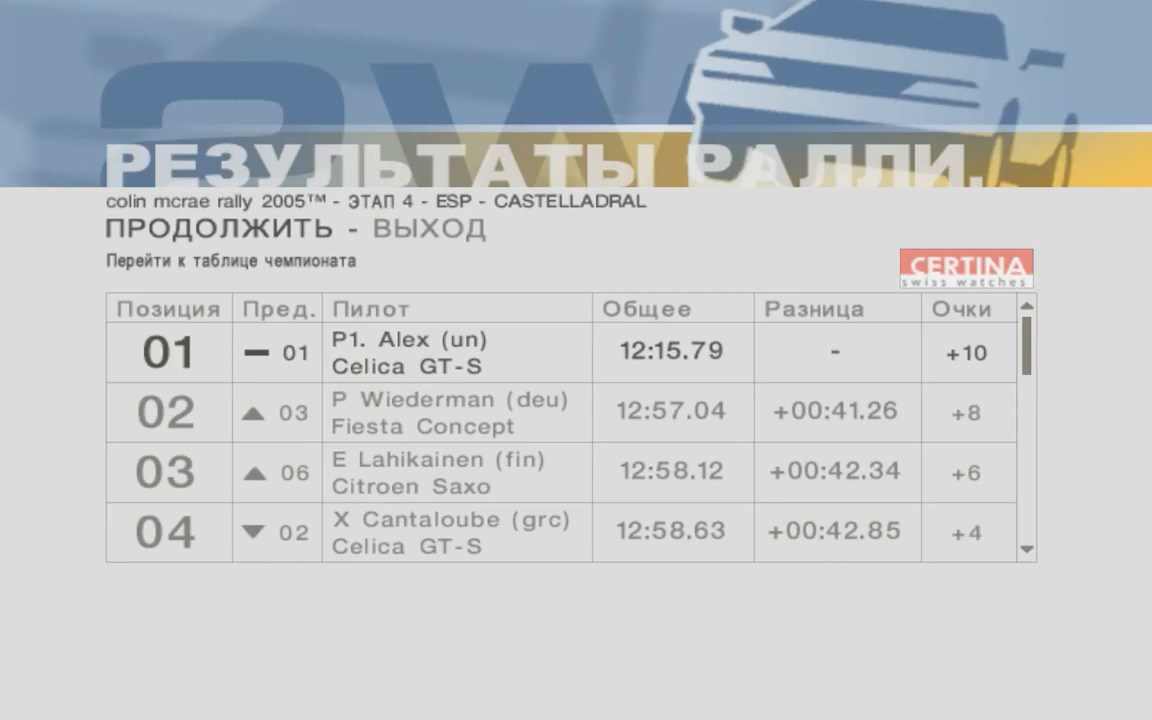 РЕЗУЛЬТАТЫ РАЛЛИ.
colin mcrae rally 2005™ - ЭТАП 4 - ESP - CASTELLADRAL
ПРОДОЛЖИТЬ - ВЫХОД
Перейти к таблице чемпионата
CERTINA
swiss watches
Позиция Пред. Пилот Общее Разница Очки
01 01 P1. Alex (un) Celica GT-S 12:15.79 - +10
02 03 P Wiederman (deu) Fiesta Concept 12:57.04 +00:41.26 +8
03 06 E Lahikainen (fin) Citroen Saxo 12:58.12 +00:42.34 +6
04 02 X Cantaloube (grc) Celica GT-S 12:58.63 +00:42.85 +4